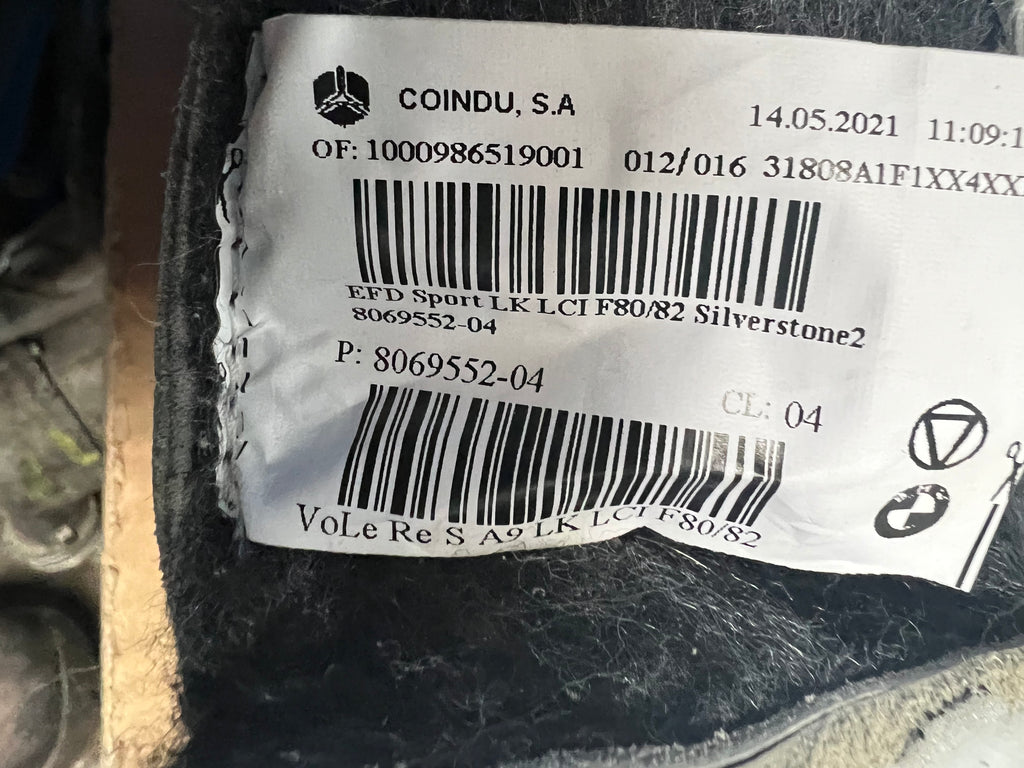 COINDU, S.A
14.05.2021 11:09:1
OF: 1000986519001 012/016 31808A1F1XX4XX
EFD Sport LK LCI F80/82 Silverstone2
8069552-04
P: 8069552-04
CL: 04
VoLe Re S A9 LK LCI F80/82